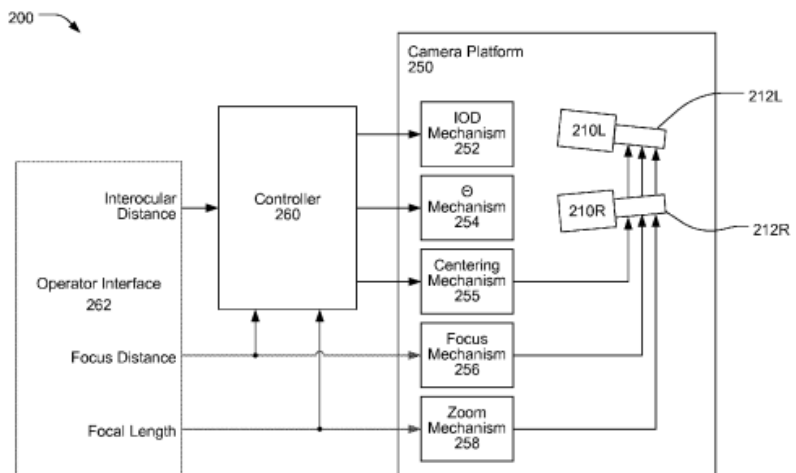 200
Camera Platform
250
212L
IOD
Mechanism
252
210L
Interocular
Distance
Controller
260
Θ
Mechanism
254
210R
212R
Operator Interface
262
Centering
Mechanism
255
Focus Distance
Focus
Mechanism
256
Focal Length
Zoom
Mechanism
258